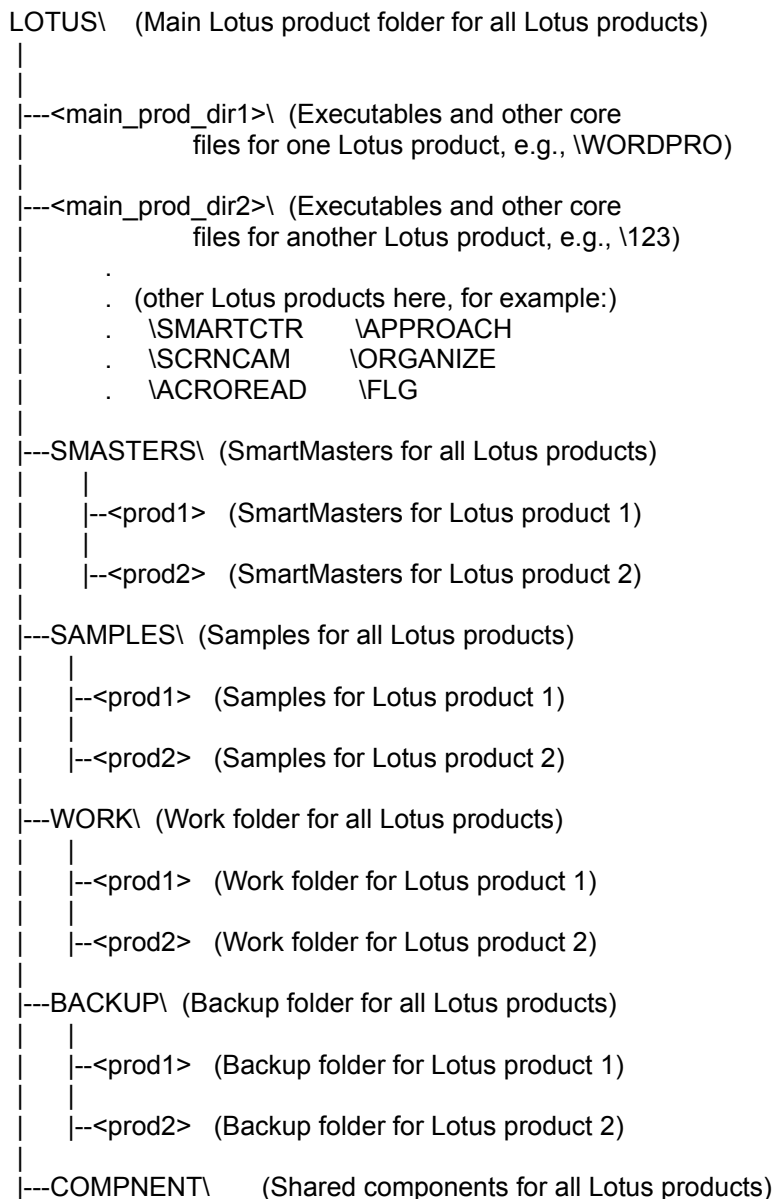 LOTUS\ (Main Lotus product folder for all Lotus products)
|
|
|---<main_prod_dir1>\ (Executables and other core
| files for one Lotus product, e.g., \WORDPRO)
|
|---<main_prod_dir2>\ (Executables and other core
| files for another Lotus product, e.g., \123)
| .
| . (other Lotus products here, for example:)
| . \SMARTCTR \APPROACH
| . \SCRNCAM \ORGANIZE
| . \ACROREAD \FLG
|
|---SMASTERS\ (SmartMasters for all Lotus products)
| |
| |--<prod1> (SmartMasters for Lotus product 1)
| |
| |--<prod2> (SmartMasters for Lotus product 2)
|
|---SAMPLES\ (Samples for all Lotus products)
| |
| |--<prod1> (Samples for Lotus product 1)
| |
| |--<prod2> (Samples for Lotus product 2)
|
|---WORK\ (Work folder for all Lotus products)
| |
| |--<prod1> (Work folder for Lotus product 1)
| |
| |--<prod2> (Work folder for Lotus product 2)
|
|---BACKUP\ (Backup folder for all Lotus products)
| |
| |--<prod1> (Backup folder for Lotus product 1)
| |
| |--<prod2> (Backup folder for Lotus product 2)
|
|---COMPNENT\ (Shared components for all Lotus products)